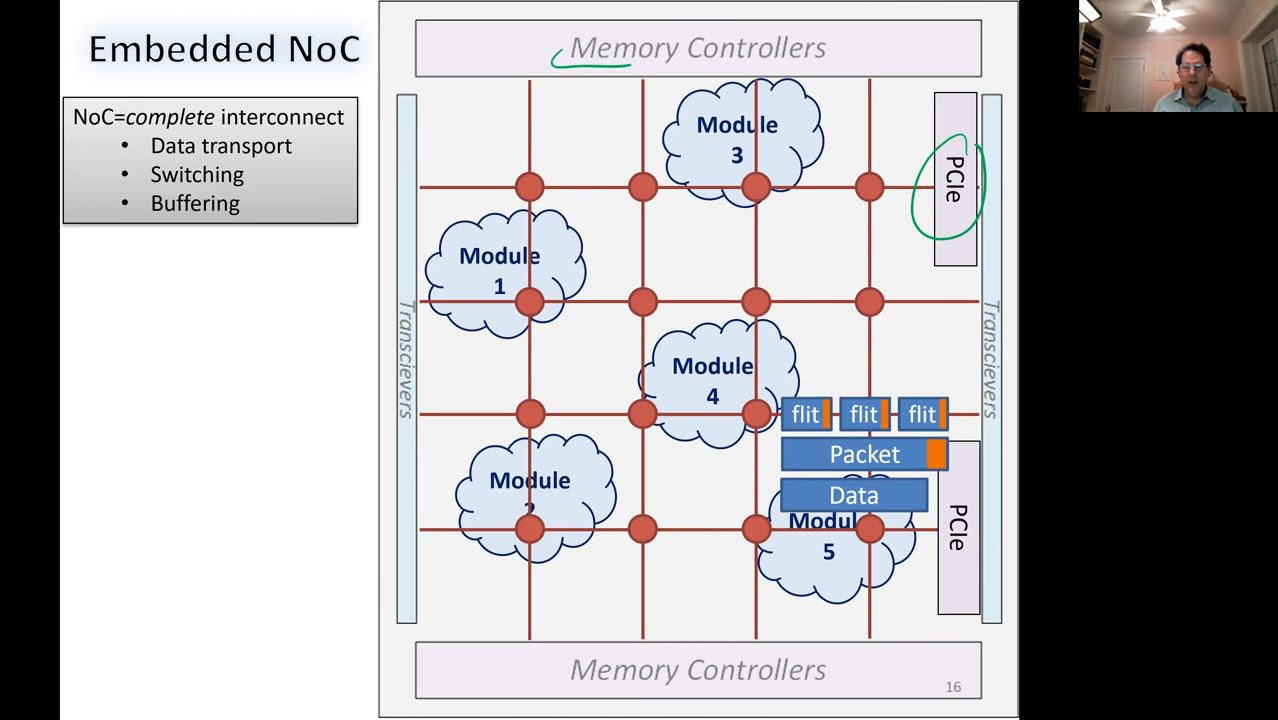 Embedded NoC
NoC=complete interconnect
• Data transport
• Switching
• Buffering
Memory Controllers
Module
3
PCIe
Module
1
Transcievers
Transcievers
Module
4
flit flit flit
Packet
Data
Module
2
Modul
5
PCIe
Memory Controllers
16